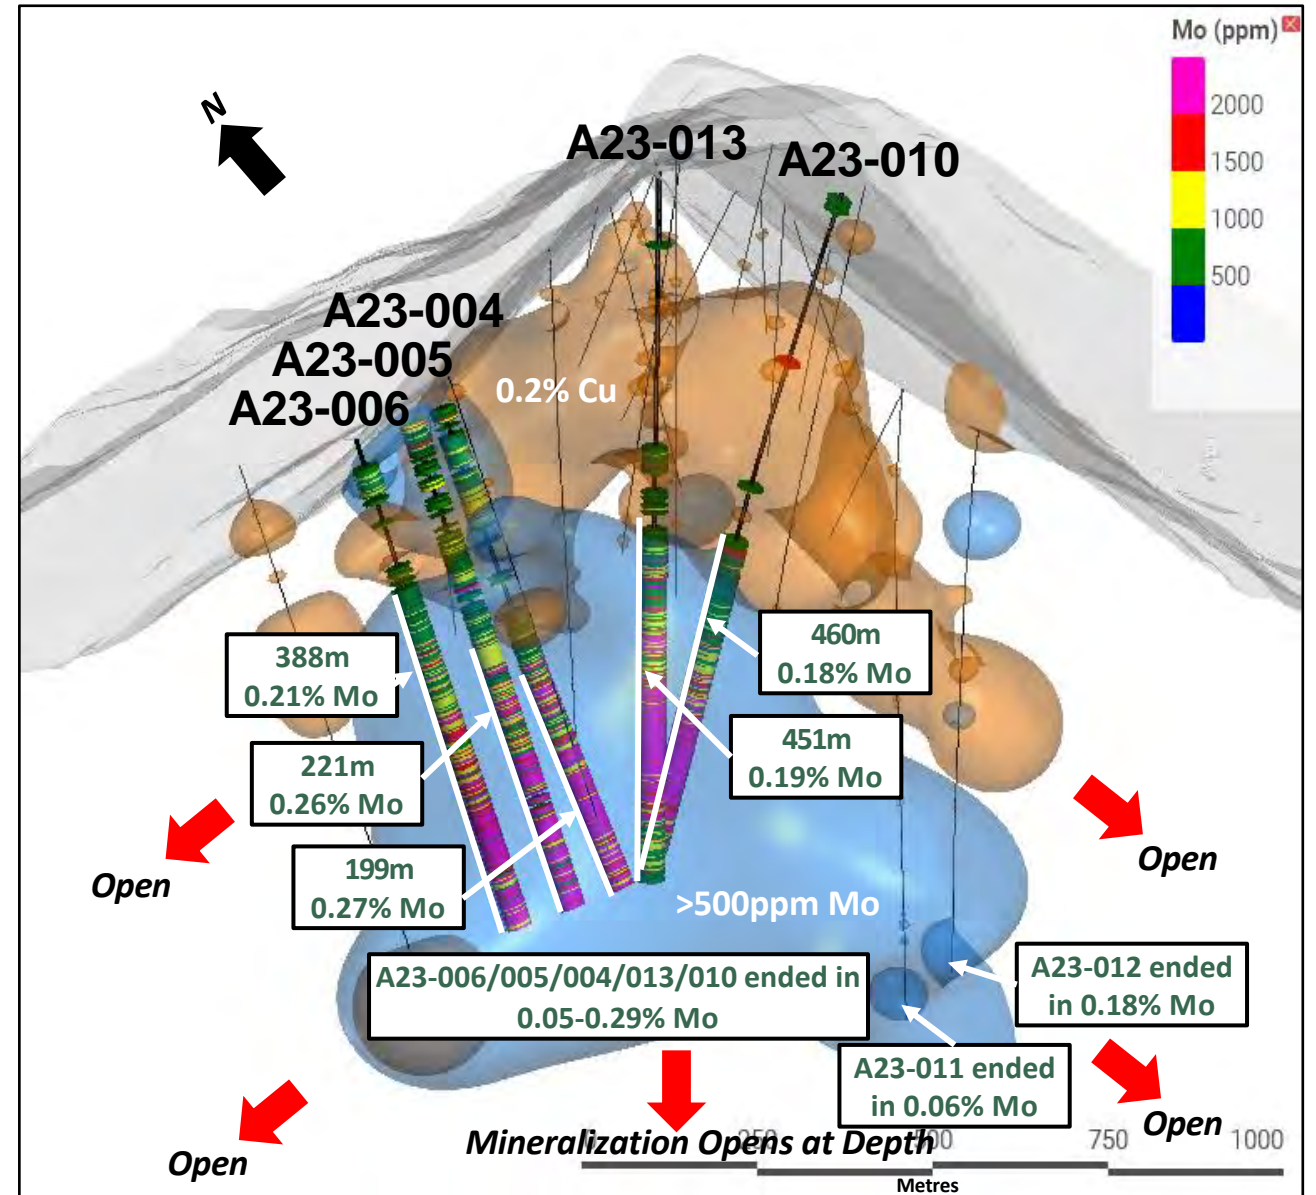 Mo (ppm)
2000
1500
1000
500
N
A23-013
A23-010
A23-004
A23-005
A23-006
0.2% Cu
388m
0.21% Mo
221m
0.26% Mo
199m
0.27% Mo
460m
0.18% Mo
451m
0.19% Mo
Open
Open
>500ppm Mo
A23-006/005/004/013/010 ended in
0.05-0.29% Mo
A23-012 ended
in 0.18% Mo
A23-011 ended
in 0.06% Mo
Open
Open
Mineralization Opens at Depth
250
500
750
1000
Metres